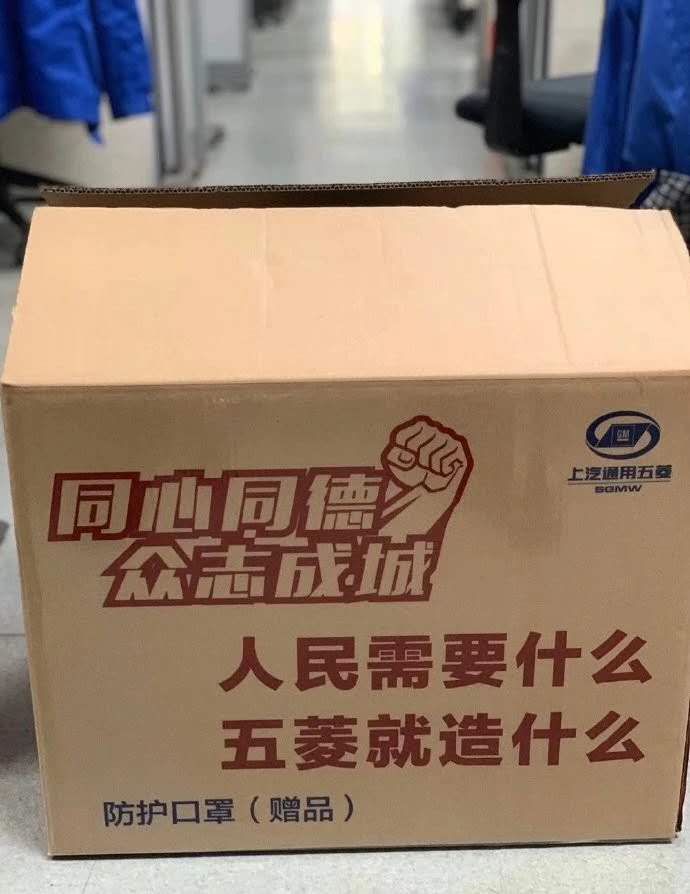 同心同德
众志成城
GM
上汽通用五菱
SGMW
人民需要什么
五菱就造什么
防护口罩（赠品）